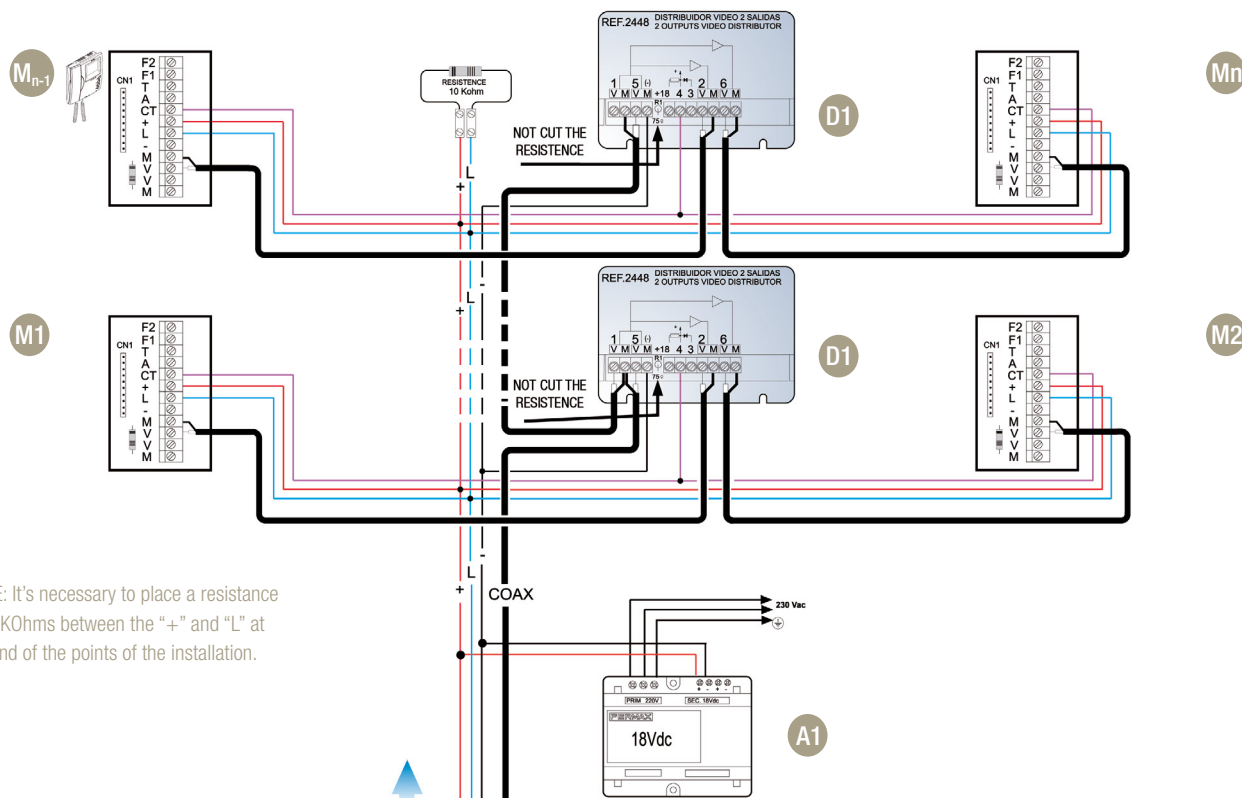 REF.2448 DISTRIBUIDOR VIDEO 2 SALIDAS
2 OUTPUTS VIDEO DISTRIBUTOR
1 5 (-) 2 6
V M V M +18 4 3 V M V M
R1
75
D1
NOT CUT THE
RESISTENCE
RESISTENCE
10 Kohm
L
+
-
Mn-1
CN1
F2
F1
T
A
CT
+
L
-
M
V
V
M
Mn
CN1
F2
F1
T
A
CT
+
L
-
M
V
V
M
L
+
-
REF.2448 DISTRIBUIDOR VIDEO 2 SALIDAS
2 OUTPUTS VIDEO DISTRIBUTOR
1 5 (-) 2 6
V M V M +18 4 3 V M V M
R1
75
D1
NOT CUT THE
RESISTENCE
M1
CN1
F2
F1
T
A
CT
+
L
-
M
V
V
M
M2
CN1
F2
F1
T
A
CT
+
L
-
M
V
V
M
L
+
-
COAX
E: It's necessary to place a resistance
KOhms between the “+” and “L” at
nd of the points of the installation.
230 Vac
+ - + -
PRIM 220V SEC. 18Vdc
FERMAX
18Vdc
A1